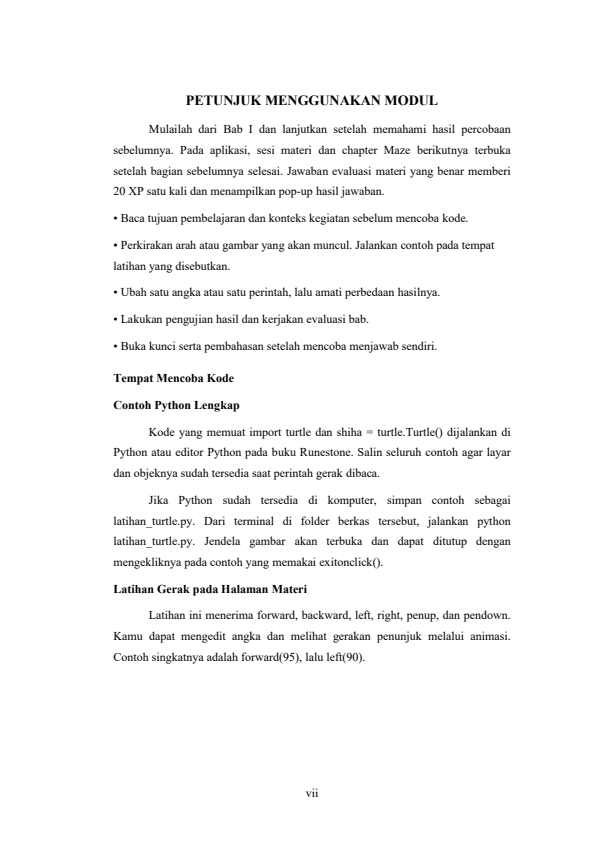 PETUNJUK MENGGUNAKAN MODUL
Mulailah dari Bab I dan lanjutkan setelah memahami hasil percobaan
sebelumnya. Pada aplikasi, sesi materi dan chapter Maze berikutnya terbuka
setelah bagian sebelumnya selesai. Jawaban evaluasi materi yang benar memberi
20 XP satu kali dan menampilkan pop-up hasil jawaban.
• Baca tujuan pembelajaran dan konteks kegiatan sebelum mencoba kode.
• Perkirakan arah atau gambar yang akan muncul. Jalankan contoh pada tempat
latihan yang disebutkan.
• Ubah satu angka atau satu perintah, lalu amati perbedaan hasilnya.
• Lakukan pengujian hasil dan kerjakan evaluasi bab.
• Buka kunci serta pembahasan setelah mencoba menjawab sendiri.
Tempat Mencoba Kode
Contoh Python Lengkap
Kode yang memuat import turtle dan shiha = turtle.Turtle() dijalankan di
Python atau editor Python pada buku Runestone. Salin seluruh contoh agar layar
dan objeknya sudah tersedia saat perintah gerak dibaca.
Jika Python sudah tersedia di komputer, simpan contoh sebagai
latihan_turtle.py. Dari terminal di folder berkas tersebut, jalankan python
latihan_turtle.py. Jendela gambar akan terbuka dan dapat ditutup dengan
mengekliknya pada contoh yang memakai exitonclick().
Latihan Gerak pada Halaman Materi
Latihan ini menerima forward, backward, left, right, penup, dan pendown.
Kamu dapat mengedit angka dan melihat gerakan penunjuk melalui animasi.
Contoh singkatnya adalah forward(95), lalu left(90).
vii